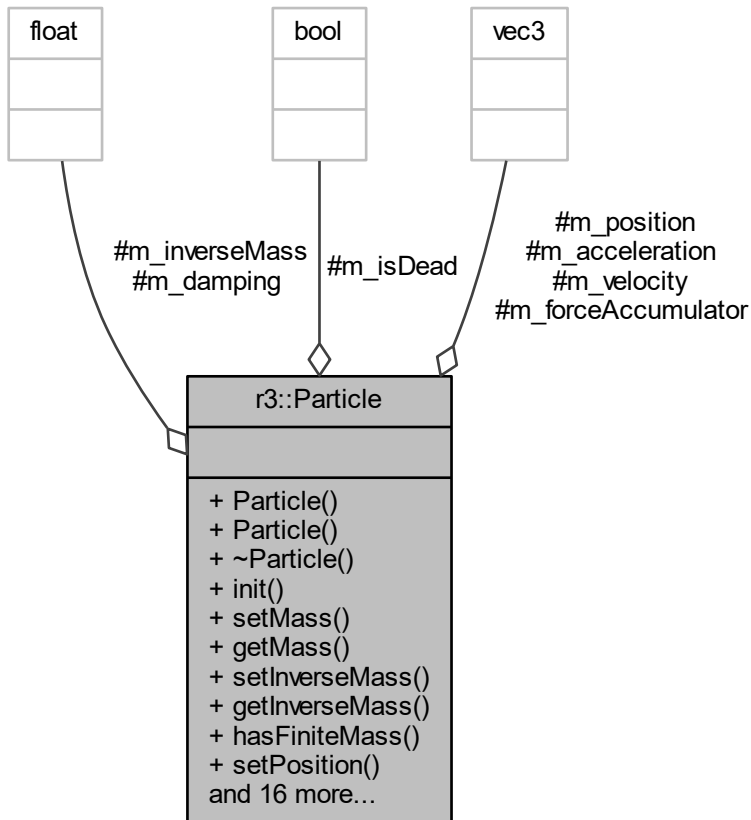 float
bool
vec3
#m_inverseMass
#m_damping
#m_isDead
#m_position
#m_acceleration
#m_velocity
#m_forceAccumulator
r3::Particle
+ Particle()
+ Particle()
+ ~Particle()
+ init()
+ setMass()
+ getMass()
+ setInverseMass()
+ getInverseMass()
+ hasFiniteMass()
+ setPosition()
and 16 more...